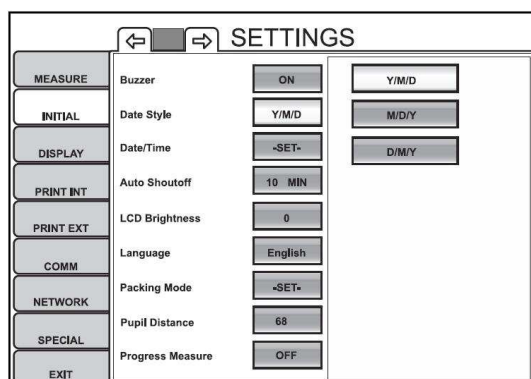 SETTINGS
MEASURE
INITIAL
DISPLAY
PRINT INT
PRINT EXT
COMM
NETWORK
SPECIAL
EXIT
Buzzer ON
Date Style Y/M/D
Date/Time -SET-
Auto Shoutoff 10 MIN
LCD Brightness 0
Language English
Packing Mode -SET-
Pupil Distance 68
Progress Measure OFF
Y/M/D
M/D/Y
D/M/Y